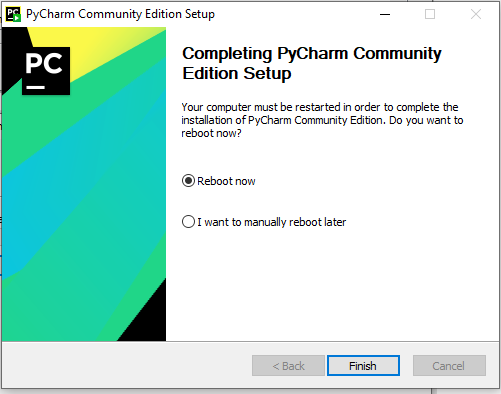 PyCharm Community Edition Setup
PC
Completing PyCharm Community
Edition Setup
Your computer must be restarted in order to complete the
installation of PyCharm Community Edition. Do you want to
reboot now?
Reboot now
I want to manually reboot later
< Back
Finish
Cancel